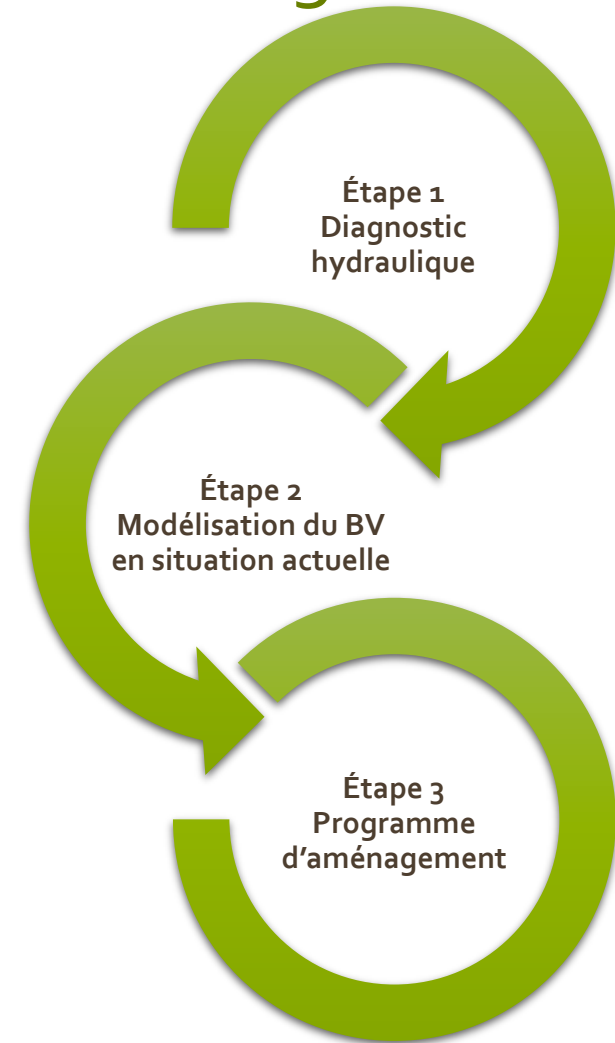 Étape 1
Diagnostic
hydraulique
Étape 2
Modélisation du BV
en situation actuelle
Étape 3
Programme
d’aménagement